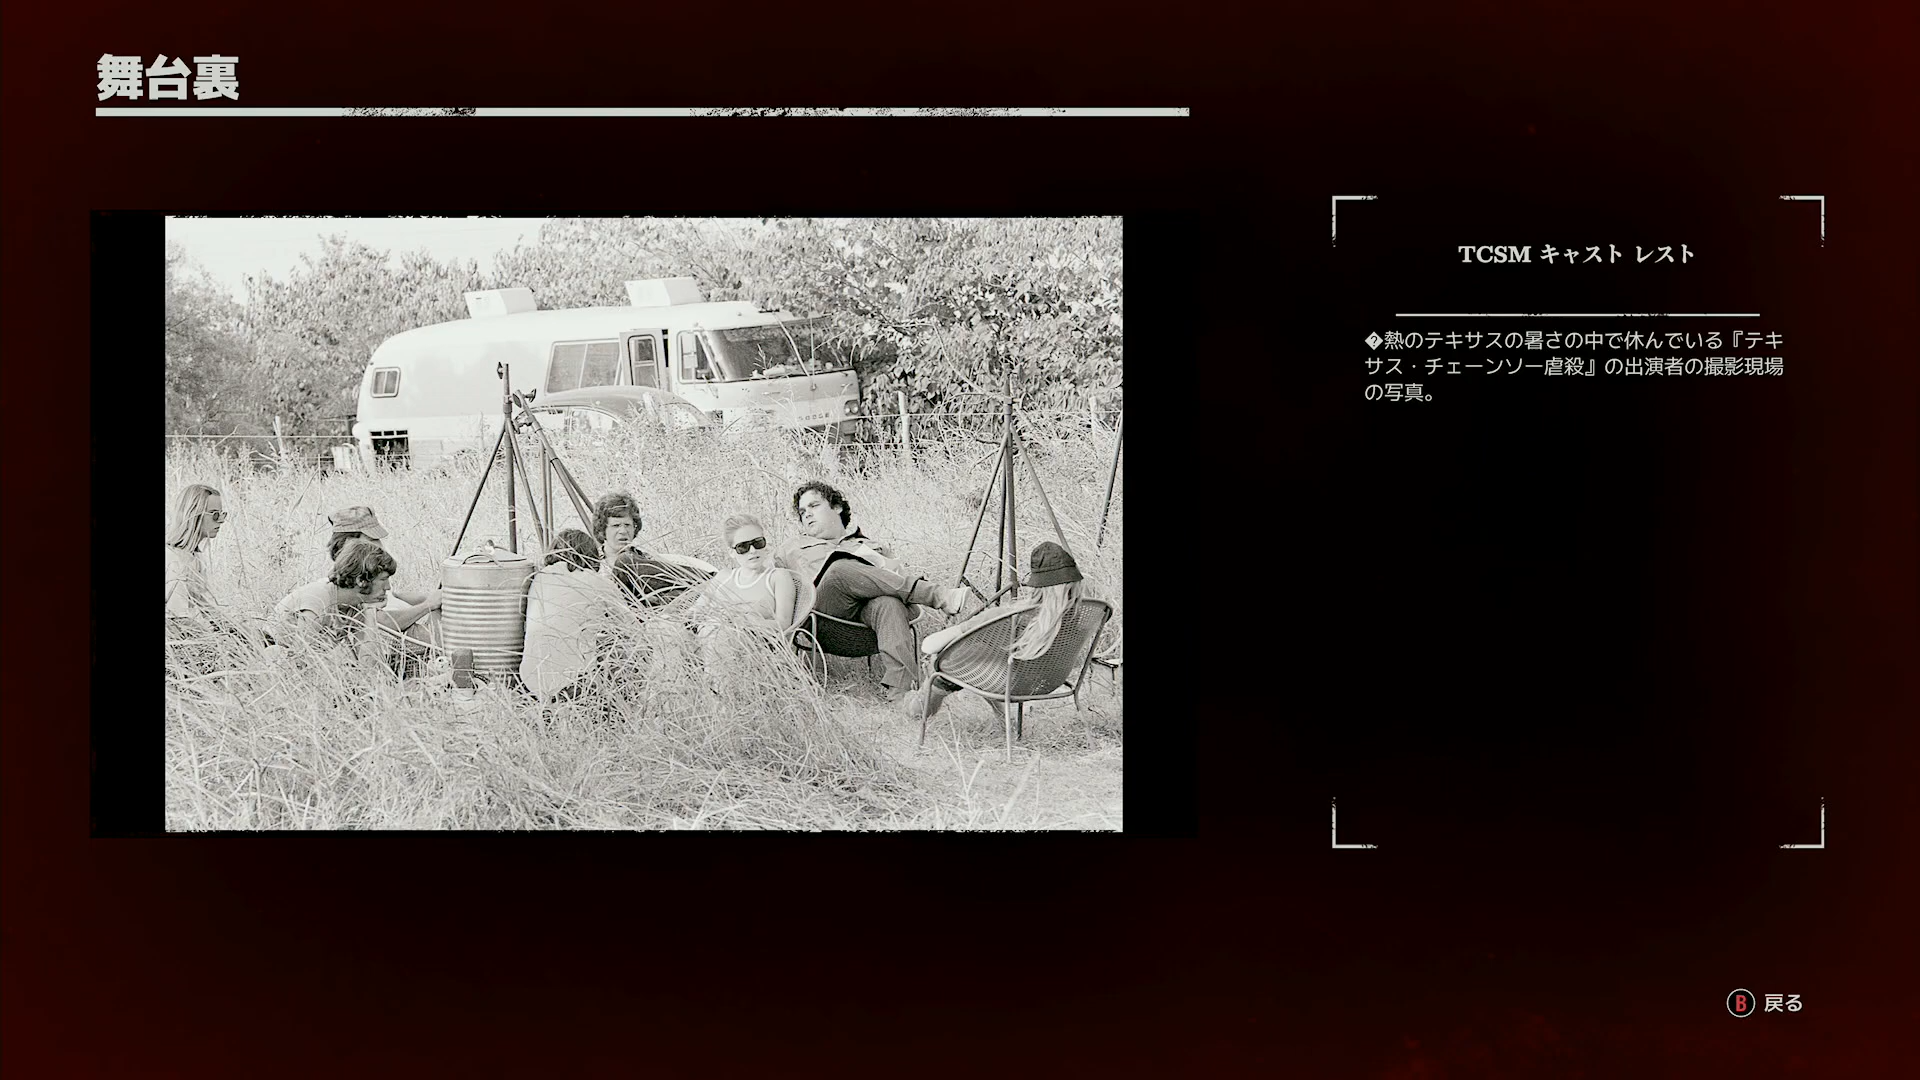 舞台裏
TCSM キャスト レスト
�熱のテキサスの暑さの中で休んでいる『テキ
サス・チェーンソー虐殺』の出演者の撮影現場
の写真。
B 戻る